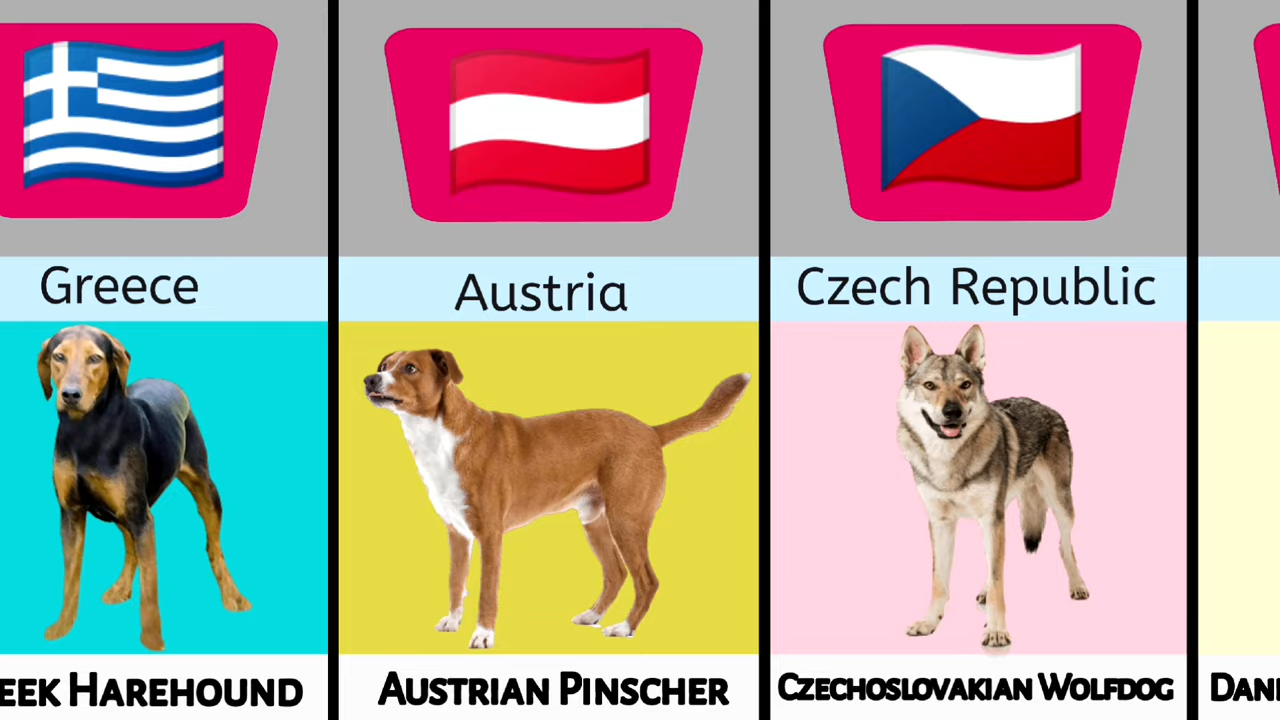 Greece
Austria
Czech Republic
EEK HAREHOUND
AUSTRIAN PINSCHER
CZECHOSLOVAKIAN WOLFDOG
DAN